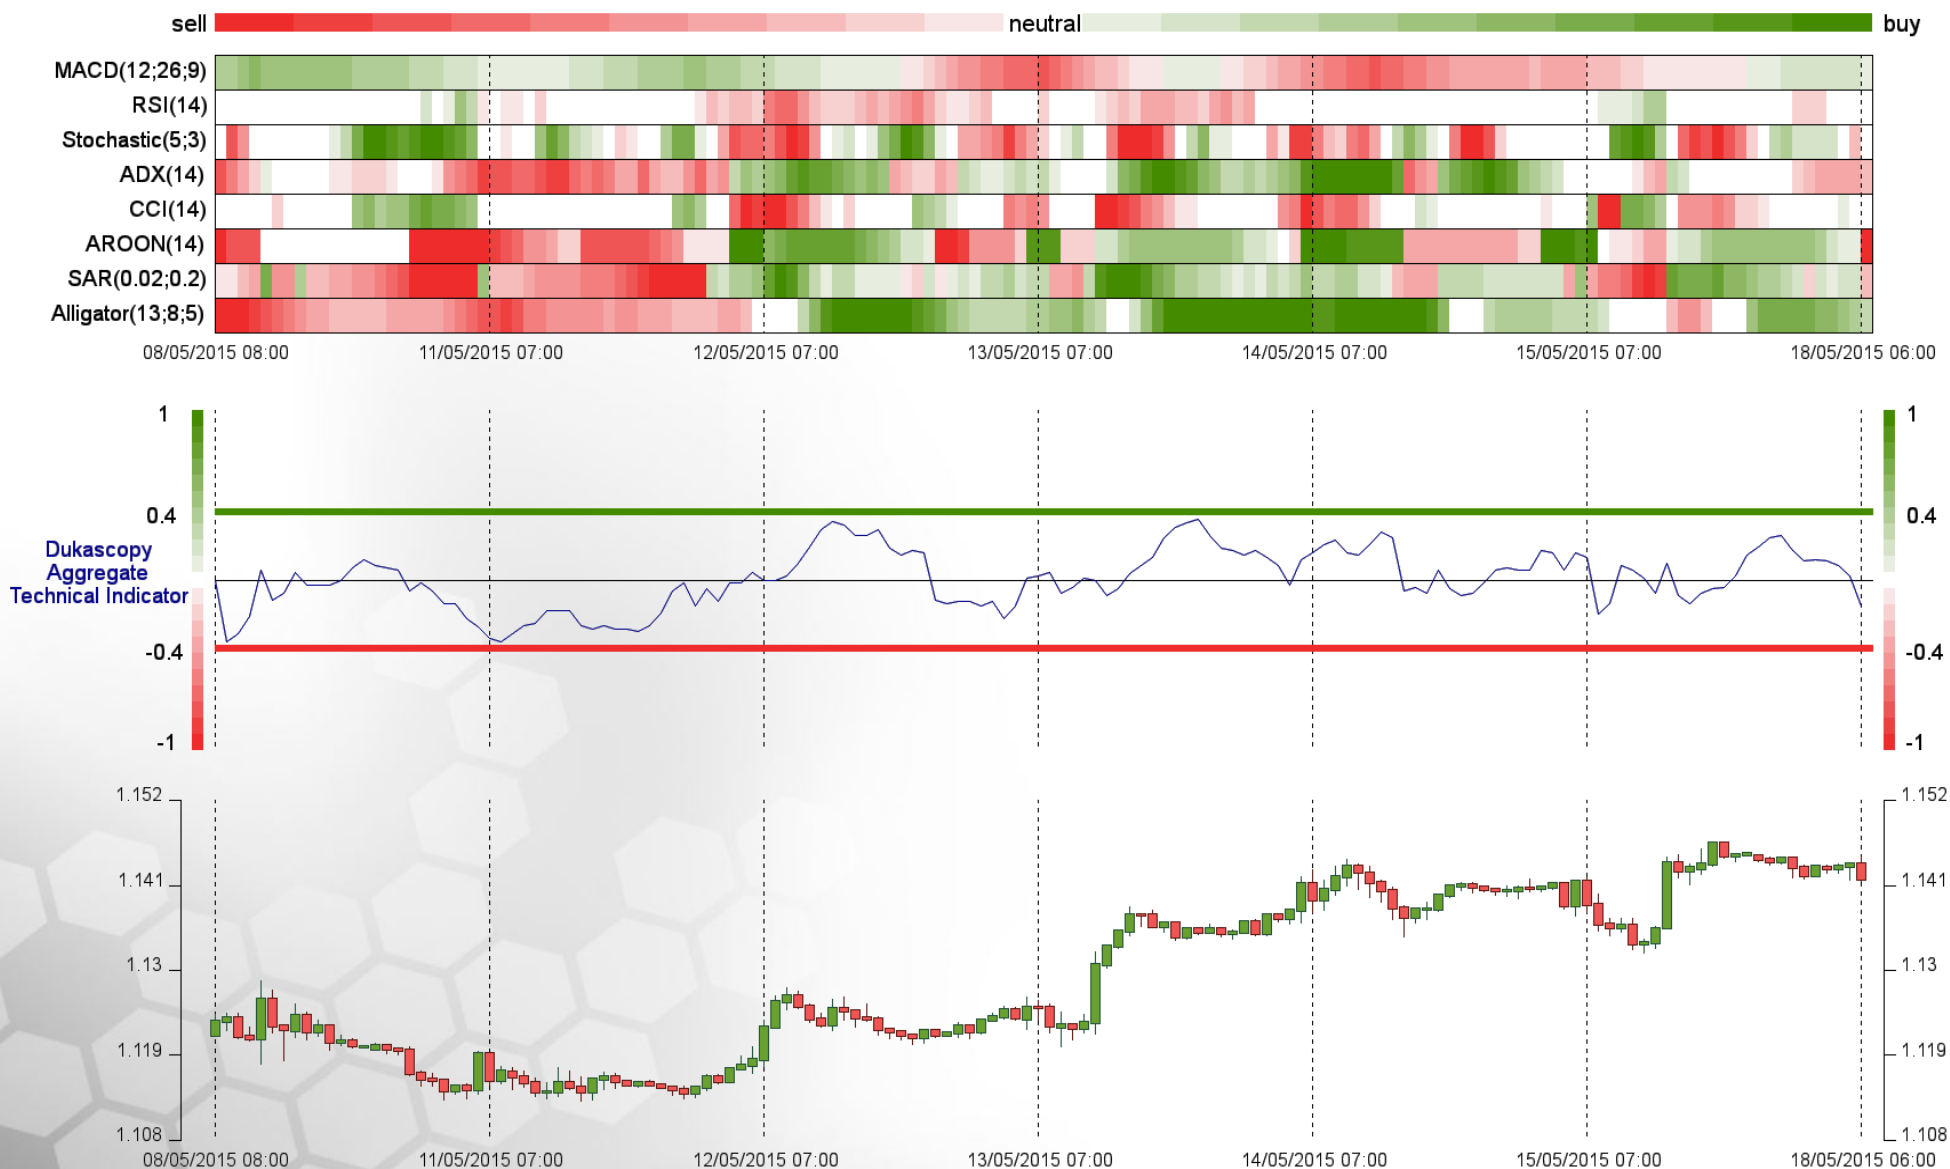 sell neutral buy
MACD(12;26;9)
RSI(14)
Stochastic(5;3)
ADX(14)
CCI(14)
AROON(14)
SAR(0.02;0.2)
Alligator(13;8;5)
08/05/2015 08:00 11/05/2015 07:00 12/05/2015 07:00 13/05/2015 07:00 14/05/2015 07:00 15/05/2015 07:00 18/05/2015 06:00
1 1
0.4 0.4
Dukascopy
Aggregate
Technical Indicator
-0.4 -0.4
-1 -1
1.152 1.152
1.141 1.141
1.13 1.13
1.119 1.119
1.108 1.108
08/05/2015 08:00 11/05/2015 07:00 12/05/2015 07:00 13/05/2015 07:00 14/05/2015 07:00 15/05/2015 07:00 18/05/2015 06:00